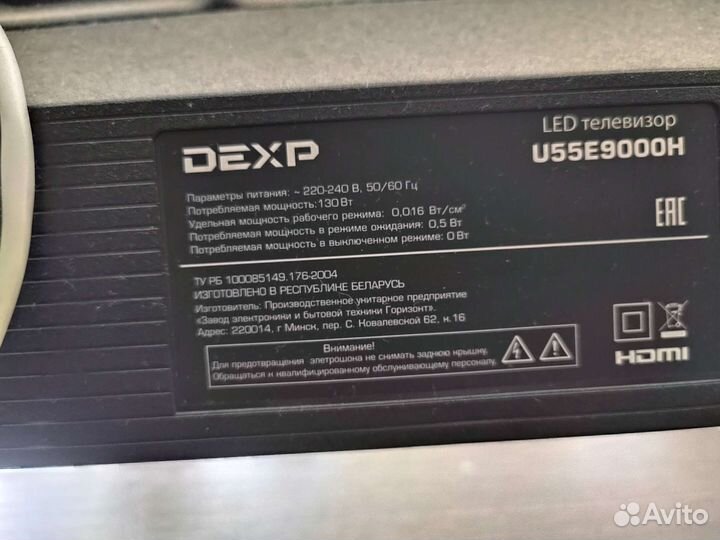 DEXP
LED телевизор
U55E9000H
Параметры питания: ~ 220-240 В, 50/60 Гц
Потребляемая мощность:130 Вт
Удельная мощность рабочего режима: 0,016 Вт/см²
Потребляемая мощность в режиме ожидания: 0,5 Вт
Потребляемая мощность в выключенном режиме: 0 Вт
EAC
ТУ РБ 100085149.176-2004
ИЗГОТОВЛЕНО В РЕСПУБЛИКЕ БЕЛАРУСЬ
Изготовитель: Производственное унитарное предприятие
«Завод электроники и бытовой техники Горизонт».
Адрес: 220014, г Минск, пер. С. Ковалевской 62, к. 16
Внимание!
Для предотвращения элетрошона не снимать заднюю крышку.
Обращаться к квалифицированному обслуживающему персоналу.
HDMI
Avito